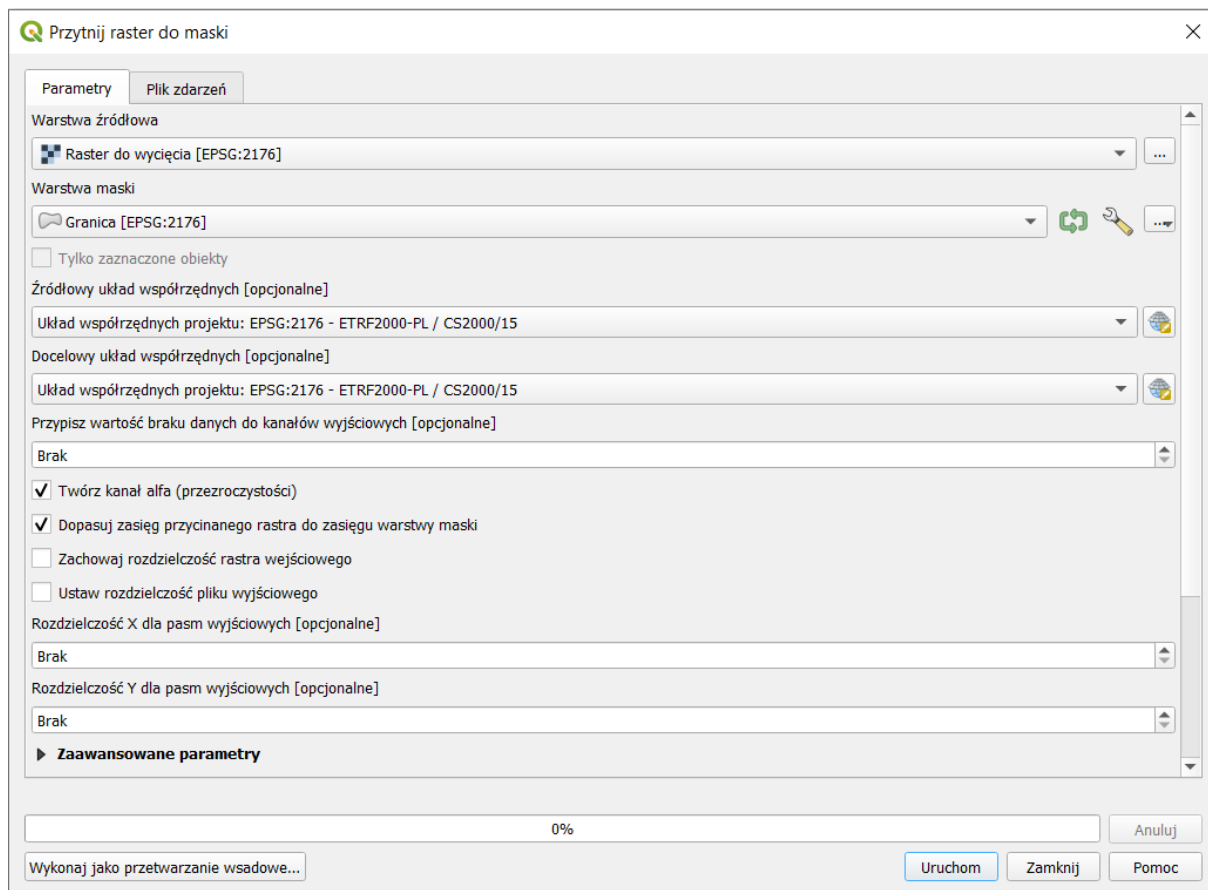 Przytnij raster do maski
Parametry
Plik zdarzeń
Warstwa źródłowa
Raster do wycięcia [EPSG:2176]
...
Warstwa maski
Granica [EPSG:2176]
...
Tylko zaznaczone obiekty
Źródłowy układ współrzędnych [opcjonalne]
Układ współrzędnych projektu: EPSG:2176 - ETRF2000-PL / CS2000/15
Docelowy układ współrzędnych [opcjonalne]
Układ współrzędnych projektu: EPSG:2176 - ETRF2000-PL / CS2000/15
Przypisz wartość braku danych do kanałów wyjściowych [opcjonalne]
Brak
Twórz kanał alfa (przezroczystości)
Dopasuj zasięg przycinanego rastra do zasięgu warstwy maski
Zachowaj rozdzielczość rastra wejściowego
Ustaw rozdzielczość pliku wyjściowego
Rozdzielczość X dla pasm wyjściowych [opcjonalne]
Brak
Rozdzielczość Y dla pasm wyjściowych [opcjonalne]
Brak
Zaawansowane parametry
0%
Anuluj
Wykonaj jako przetwarzanie wsadowe...
Uruchom
Zamknij
Pomoc